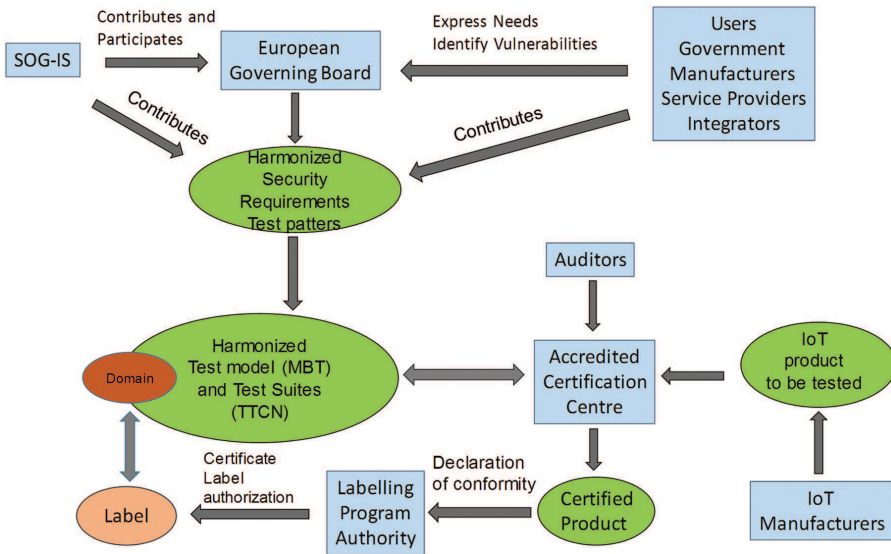 Contributes and
Participates
Express Needs
Identify Vulnerabilities
SOG-IS
European
Governing Board
Users
Government
Manufacturers
Service Providers
Integrators
Contributes
Contributes
Harmonized
Security
Requirements
Test patters
Auditors
Harmonized
Test model (MBT)
and Test Suites
(TTCN)
Domain
Accredited
Certification
Centre
IoT
product
to be tested
Certificate
Label
authorization
Declaration
of conformity
Label
Labelling
Program
Authority
Certified
Product
IoT
Manufacturers